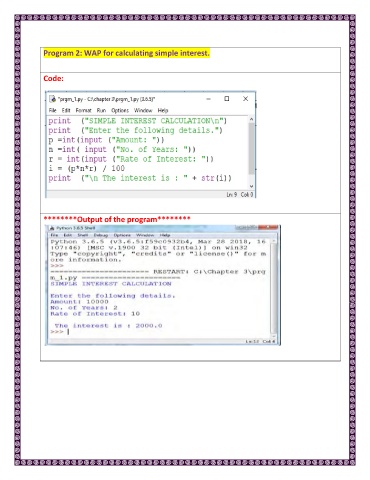 Program 2: WAP for calculating simple interest.
Code:
*prgm_1.py - C:\chapter 3\prgm_1.py (3.6.5)*
File Edit Format Run Options Window Help
print ("SIMPLE INTEREST CALCULATION\n")
print ("Enter the following details.")
p =int(input ("Amount: "))
n =int( input ("No. of Years: "))
r = int(input ("Rate of Interest: "))
i = (p*n*r) / 100
print ("\n The interest is : " + str(i))
Ln: 9 Col: 0
********Output of the program********
Python 3.6.5 Shell
File Edit Shell Debug Options Window Help
Python 3.6.5 (v3.6.5:f59c0932b4, Mar 28 2018, 16
:07:46) [MSC v.1900 32 bit (Intel)] on win32
Type "copyright", "credits" or "license()" for m
ore information.
>>>
==================== RESTART: C:\Chapter 3\prg
m_1.py ====================
SIMPLE INTEREST CALCULATION
Enter the following details.
Amount: 10000
No. of Years: 2
Rate of Interest: 10
The interest is : 2000.0
>>>